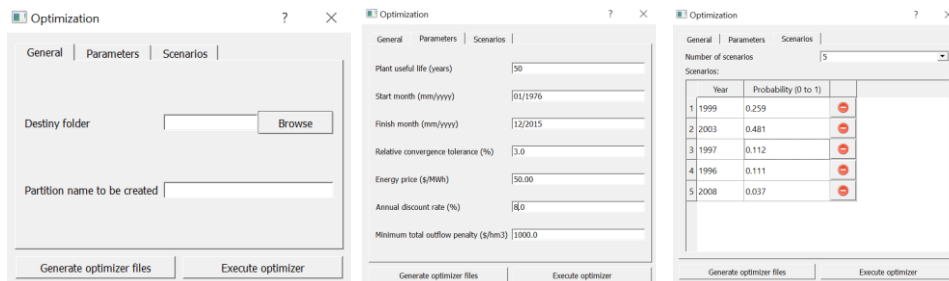 Optimization ? ×
General Parameters Scenarios
Destiny folder Browse
Partition name to be created
Generate optimizer files Execute optimizer
Optimization ? ×
General Parameters Scenarios
Plant useful life (years) 50
Start month (mm/yyyy) 01/1976
Finish month (mm/yyyy) 12/2015
Relative convergence tolerance (%) 3.0
Energy price ($/MWh) 50.00
Annual discount rate (%) 8.0
Minimum total outflow penalty ($/hm3) 1000.0
Generate optimizer files Execute optimizer
Optimization ? ×
General Parameters Scenarios
Number of scenarios 5
Scenarios:
Year Probability (0 to 1)
1 1999 0.259
2 2003 0.481
3 1997 0.112
4 1996 0.111
5 2008 0.037
Generate optimizer files Execute optimizer